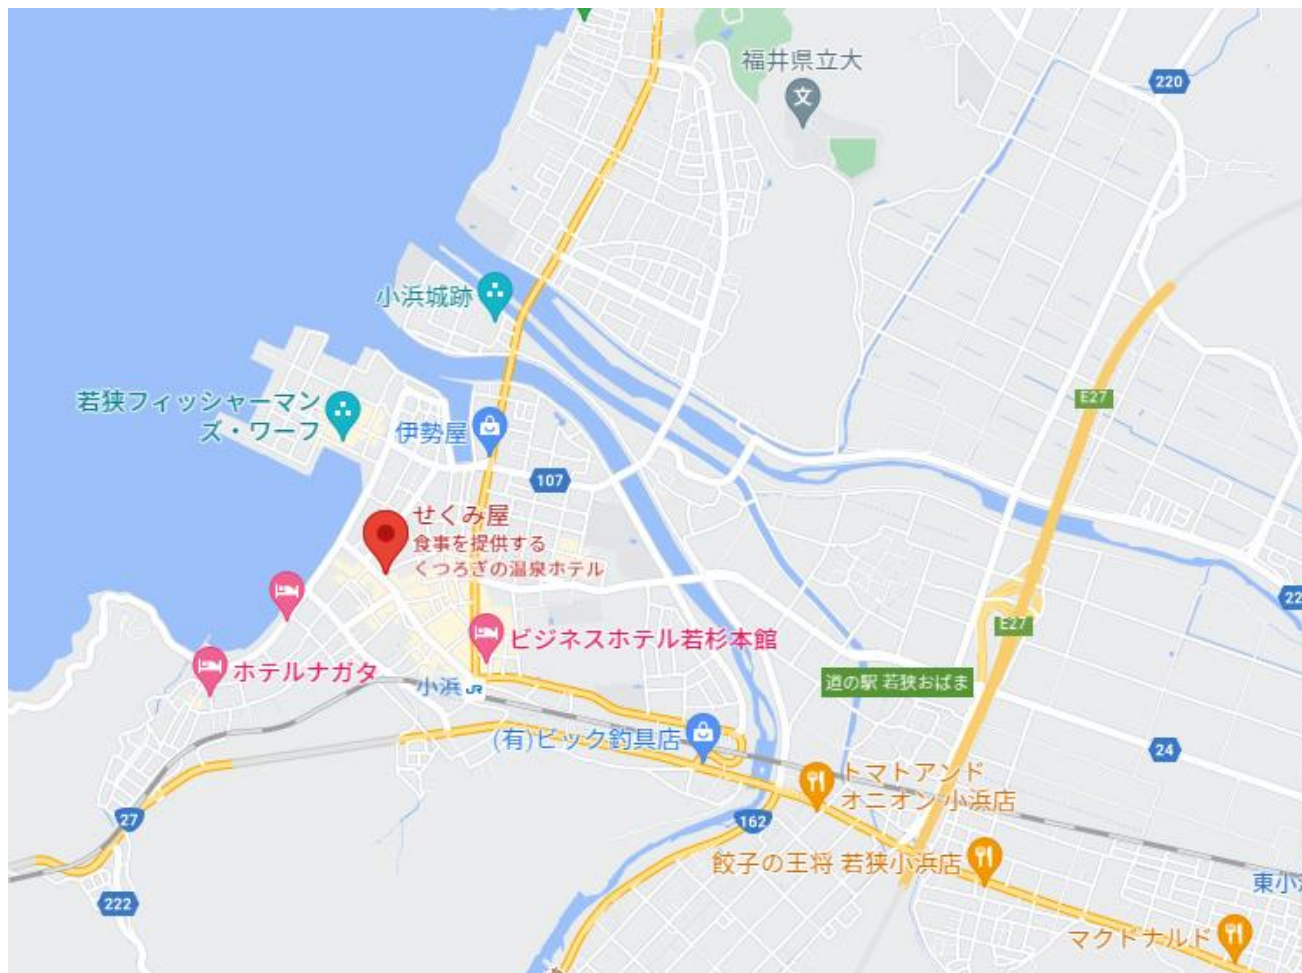 福井県立大
文
220
小浜城跡
E27
若狭フィッシャーマン
ズ・ワーフ
伊勢屋
107
せくみ屋
食事を提供する
くつろぎの温泉ホテル
E27
ビジネスホテル若杉本館
ホテルナガタ
小浜
JR
道の駅 若狭おばま
(有)ビック釣具店
24
トマトアンド
オニオン 小浜店
27
162
餃子の王将 若狭小浜店
222
マクドナルド